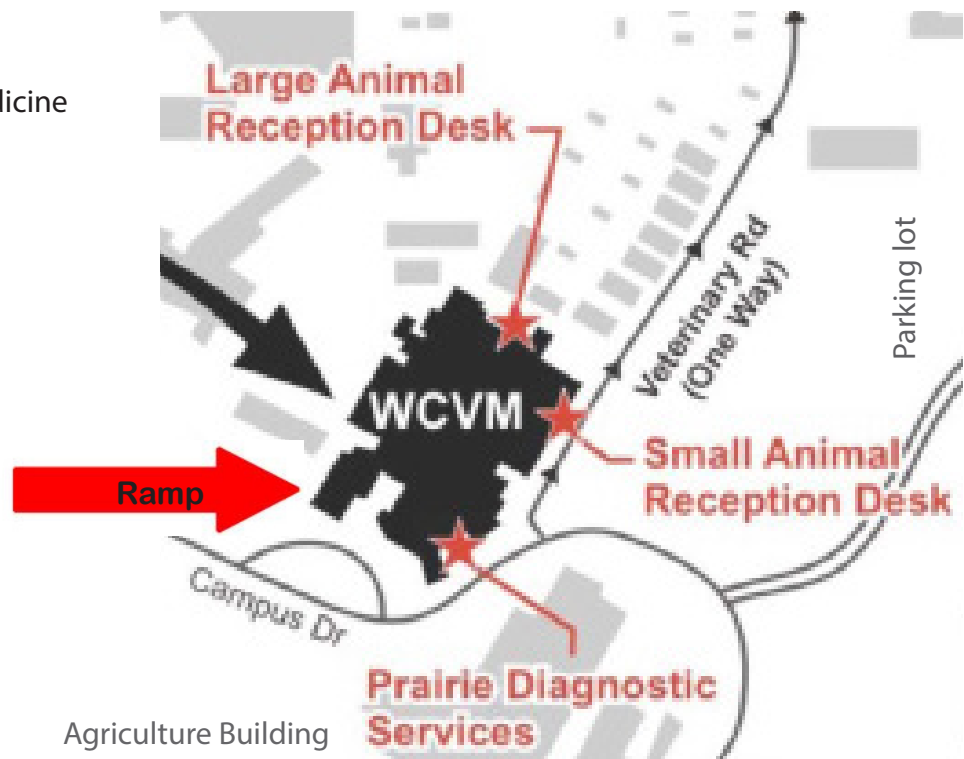 Large Animal
Reception Desk
dicine
Veterinary Rd
(One Way)
Parking lot
WCVM
Small Animal
Reception Desk
Ramp
Campus Dr
Prairie Diagnostic
Services
Agriculture Building